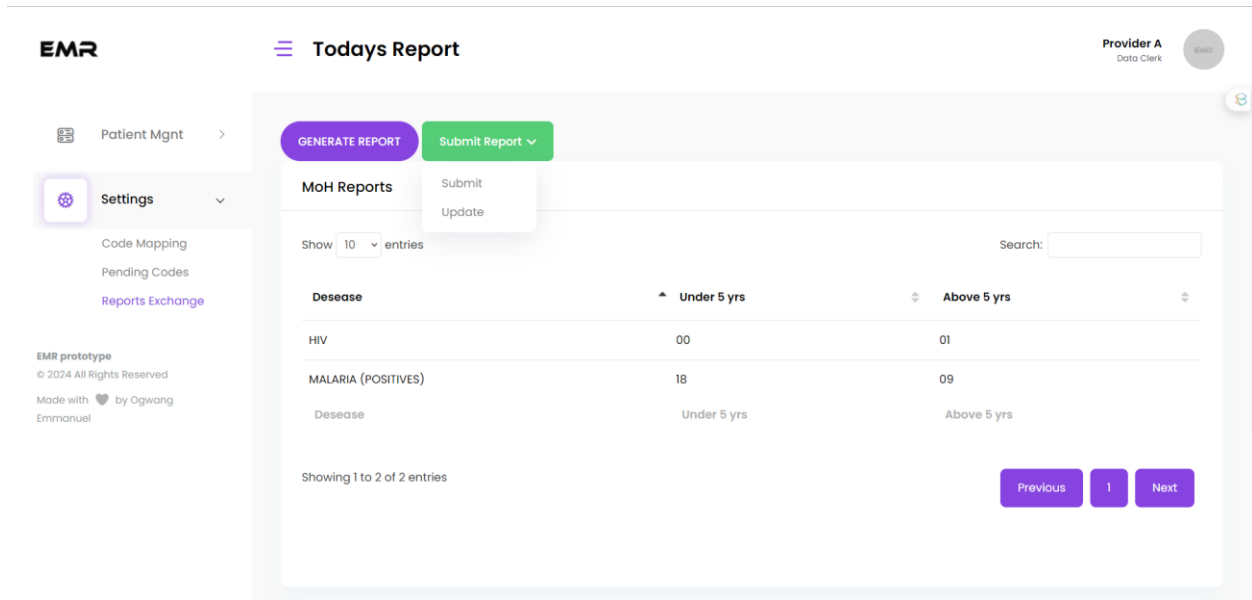 EMR
Todays Report
Provider A
Data Clerk
Patient Mgnt
Settings
Code Mapping
Pending Codes
Reports Exchange
EMR prototype
© 2024 All Rights Reserved
Made with by Ogwang
Emmanuel
GENERATE REPORT Submit Report
Submit
Update
MoH Reports
Show 10 entries Search:
Desease Under 5 yrs Above 5 yrs
HIV 00 01
MALARIA (POSITIVES) 18 09
Desease Under 5 yrs Above 5 yrs
Showing 1 to 2 of 2 entries
Previous 1 Next